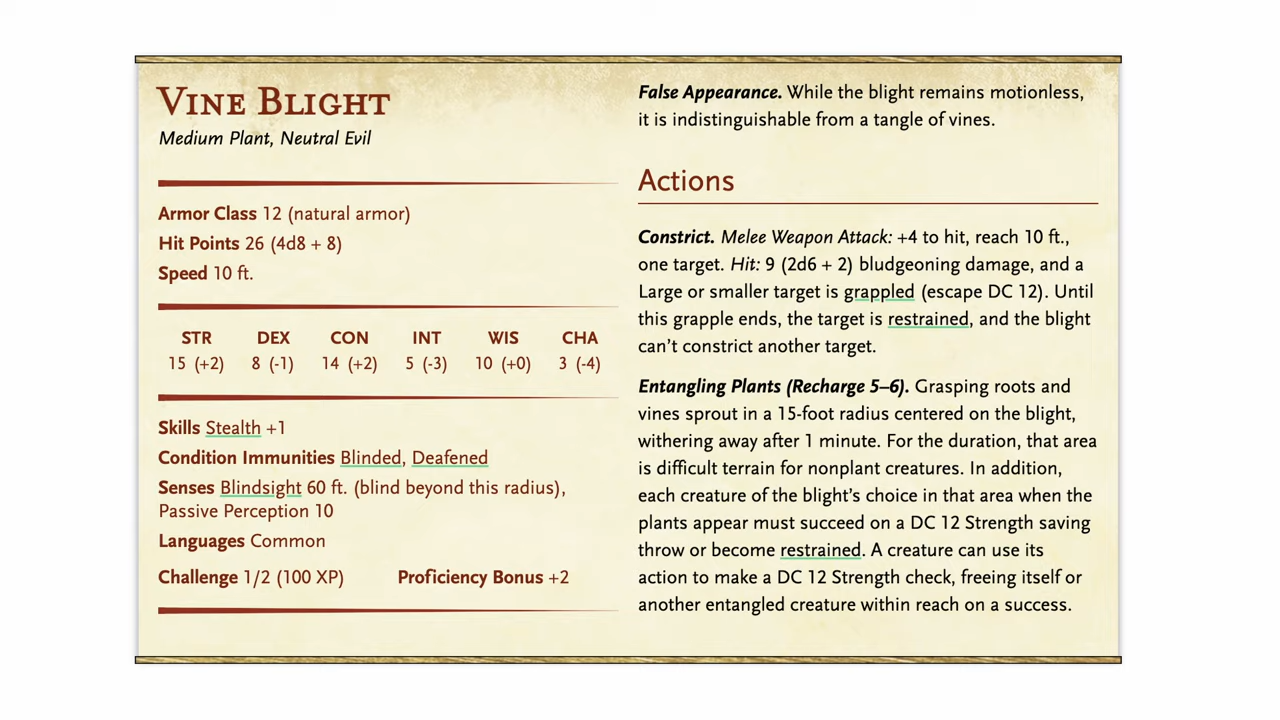 Vine Blight
Medium Plant, Neutral Evil
Armor Class 12 (natural armor)
Hit Points 26 (4d8 + 8)
Speed 10 ft.
STR DEX CON INT WIS CHA
15 (+2) 8 (-1) 14 (+2) 5 (-3) 10 (+0) 3 (-4)
Skills Stealth +1
Condition Immunities Blinded, Deafened
Senses Blindsight 60 ft. (blind beyond this radius),
Passive Perception 10
Languages Common
Challenge 1/2 (100 XP) Proficiency Bonus +2
False Appearance. While the blight remains motionless,
it is indistinguishable from a tangle of vines.
Actions
Constrict. Melee Weapon Attack: +4 to hit, reach 10 ft.,
one target. Hit: 9 (2d6 + 2) bludgeoning damage, and a
Large or smaller target is grappled (escape DC 12). Until
this grapple ends, the target is restrained, and the blight
can’t constrict another target.
Entangling Plants (Recharge 5–6). Grasping roots and
vines sprout in a 15-foot radius centered on the blight,
withering away after 1 minute. For the duration, that area
is difficult terrain for nonplant creatures. In addition,
each creature of the blight’s choice in that area when the
plants appear must succeed on a DC 12 Strength saving
throw or become restrained. A creature can use its
action to make a DC 12 Strength check, freeing itself or
another entangled creature within reach on a success.